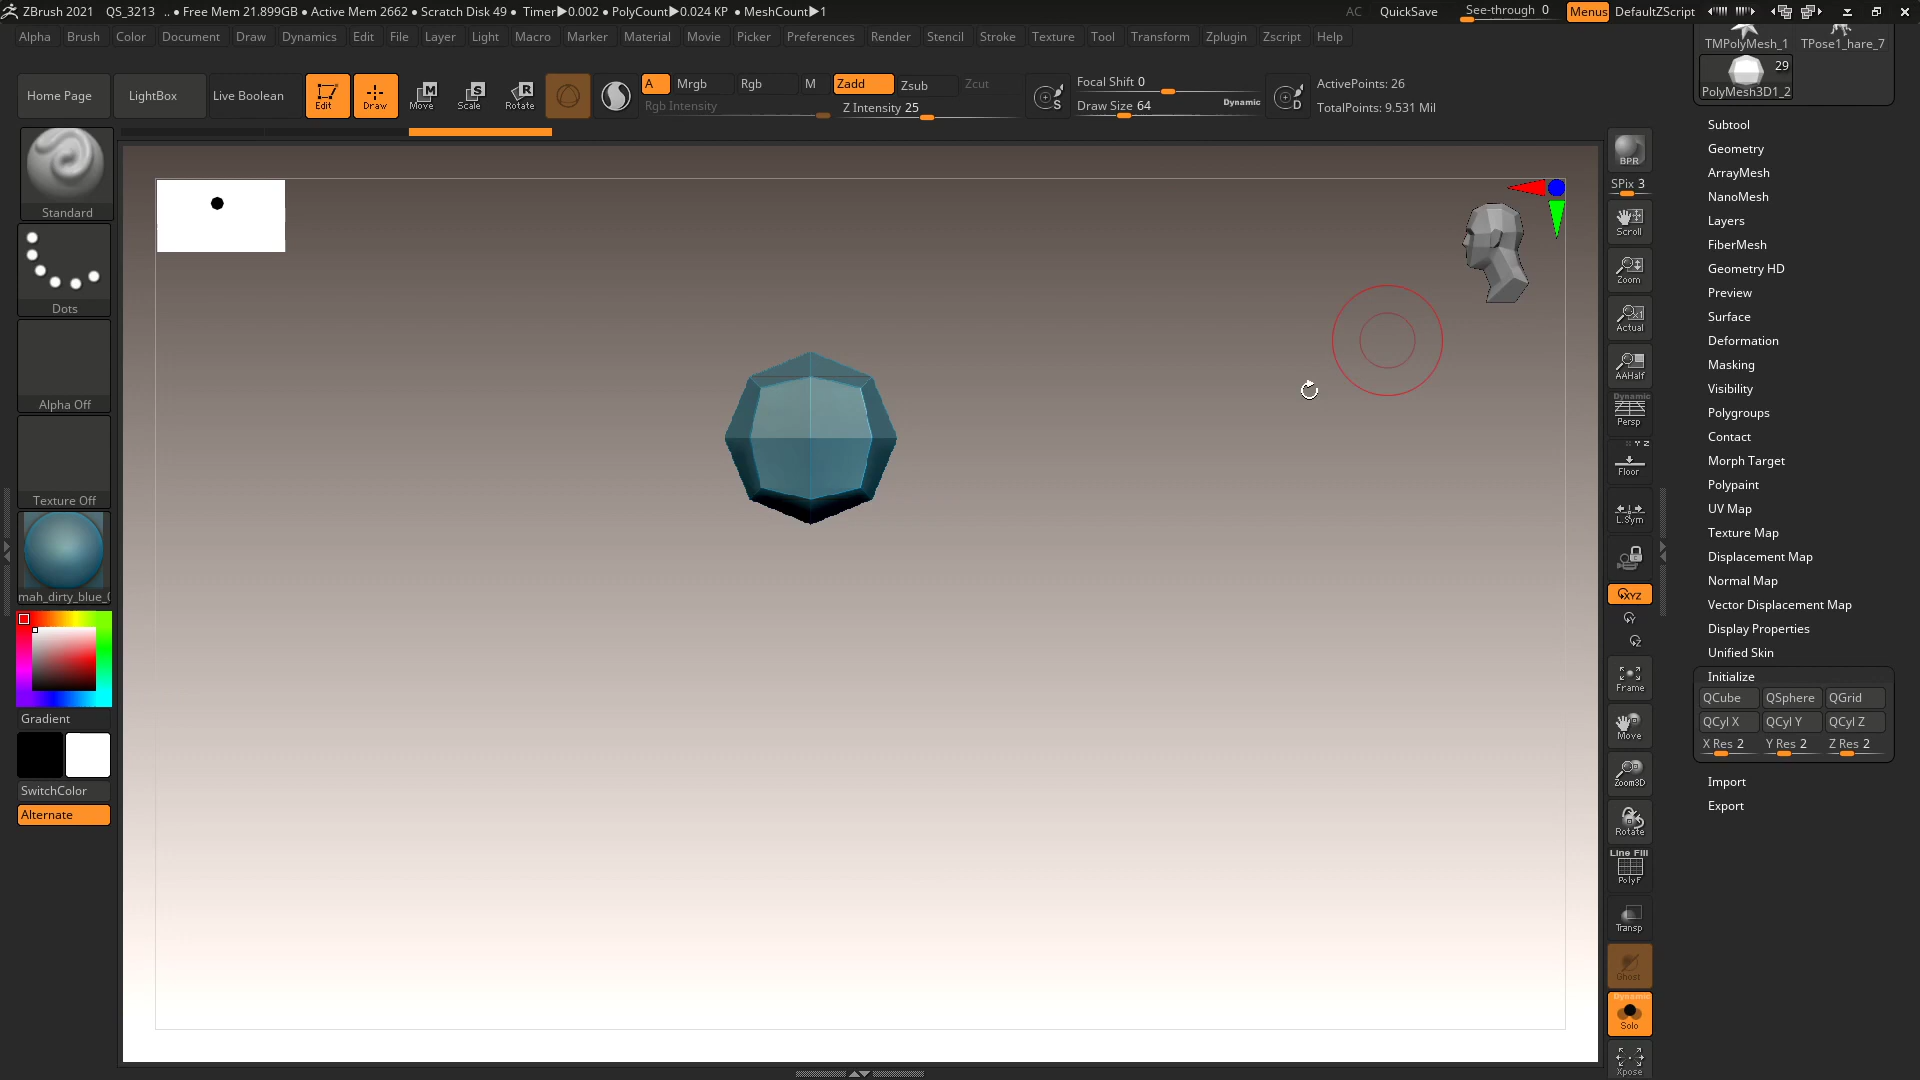 ZBrush 2021 QS_3213 .. ● Free Mem 21.899GB ● Active Mem 2662 ● Scratch Disk 49 ● Timer▶0.002 ● PolyCount▶0.024 KP ● MeshCount▶1 AC QuickSave See-through 0 Menus DefaultZScript
Alpha Brush Color Document Draw Dynamics Edit File Layer Light Macro Marker Material Movie Picker Preferences Render Stencil Stroke Texture Tool Transform Zplugin Zscript Help
TMPolyMesh_1 TPose1_hare_7
29
PolyMesh3D1_2
Home Page LightBox Live Boolean Edit Draw Move Scale Rotate
M S R
A Mrgb Rgb M Zadd Zsub Zcut
Rgb Intensity Z Intensity 25
S Focal Shift 0
Draw Size 64 Dynamic
D ActivePoints: 26
TotalPoints: 9.531 Mil
Standard
Dots
Alpha Off
Texture Off
mah_dirty_blue_
Gradient
SwitchColor
Alternate
BPR
SPix 3
Scroll
Zoom
Actual
AAHalf
Dynamic
Persp
Floor
L.Sym
XYZ
Y
Z
Frame
Move
Zoom3D
Rotate
Line Fill
PolyF
Transp
Ghost
Dynamic
Solo
Xpose
Subtool
Geometry
ArrayMesh
NanoMesh
Layers
FiberMesh
Geometry HD
Preview
Surface
Deformation
Masking
Visibility
Polygroups
Contact
Morph Target
Polypaint
UV Map
Texture Map
Displacement Map
Normal Map
Vector Displacement Map
Display Properties
Unified Skin
Initialize
QCube QSphere QGrid
QCyl X QCyl Y QCyl Z
X Res 2 Y Res 2 Z Res 2
Import
Export